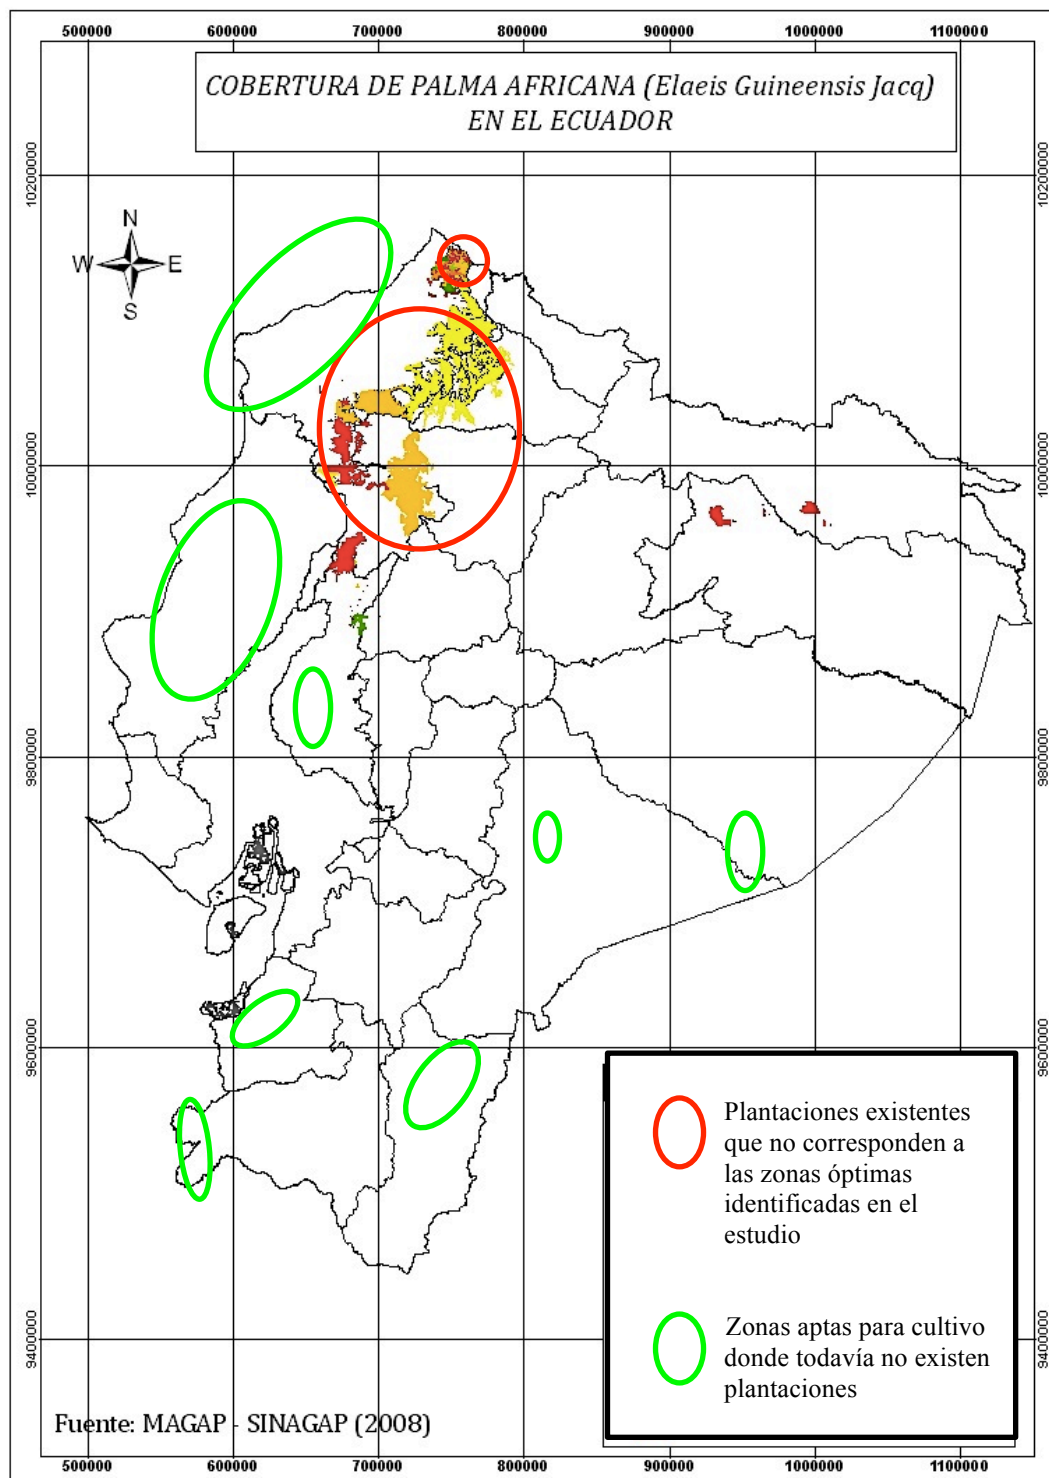 500000 600000 700000 800000 900000 1000000 1100000
COBERTURA DE PALMA AFRICANA (Elaeis Guineensis Jacq)
EN EL ECUADOR
10200000 10200000
N
W E
S
10000000 10000000
9800000 9800000
9600000 9600000
Plantaciones existentes
que no corresponden a
las zonas óptimas
identificadas en el
estudio
Zonas aptas para cultivo
donde todavía no existen
plantaciones
9400000 9400000
Fuente: MAGAP - SINAGAP (2008)
500000 600000 700000 800000 900000 1000000 1100000